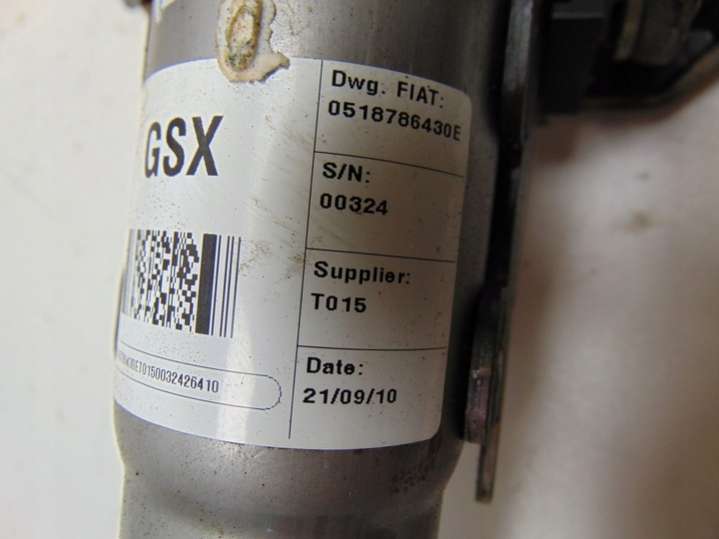 GSX
Dwg. FIAT:
0518786430E
S/N:
00324
Supplier:
T015
Date:
21/09/10